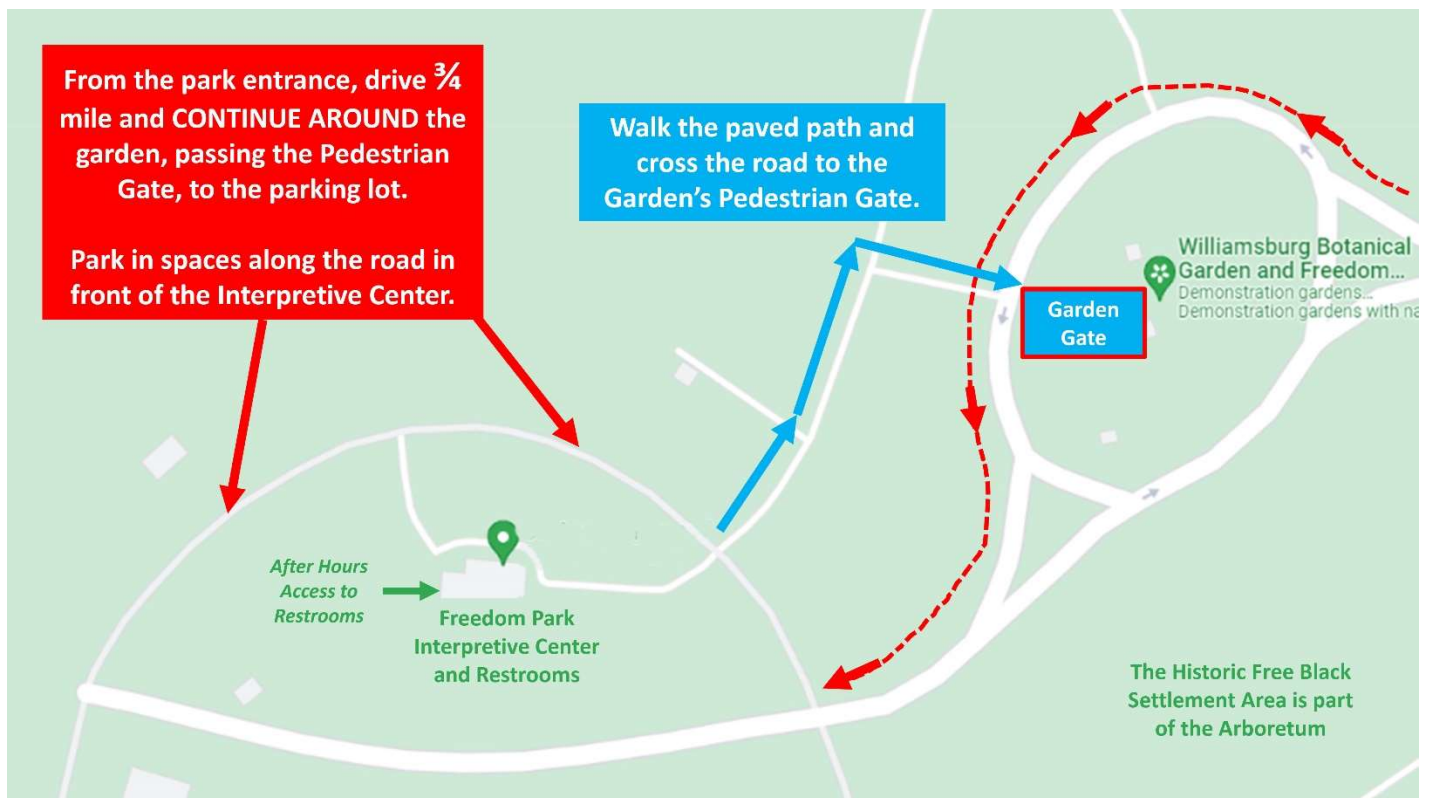 From the park entrance, drive ¾
mile and CONTINUE AROUND the
garden, passing the Pedestrian
Gate, to the parking lot.
Park in spaces along the road in
front of the Interpretive Center.
Walk the paved path and
cross the road to the
Garden’s Pedestrian Gate.
Williamsburg Botanical
Garden and Freedom...
Demonstration gardens...
Demonstration gardens with na
Garden
Gate
After Hours
Access to
Restrooms
Freedom Park
Interpretive Center
and Restrooms
The Historic Free Black
Settlement Area is part
of the Arboretum